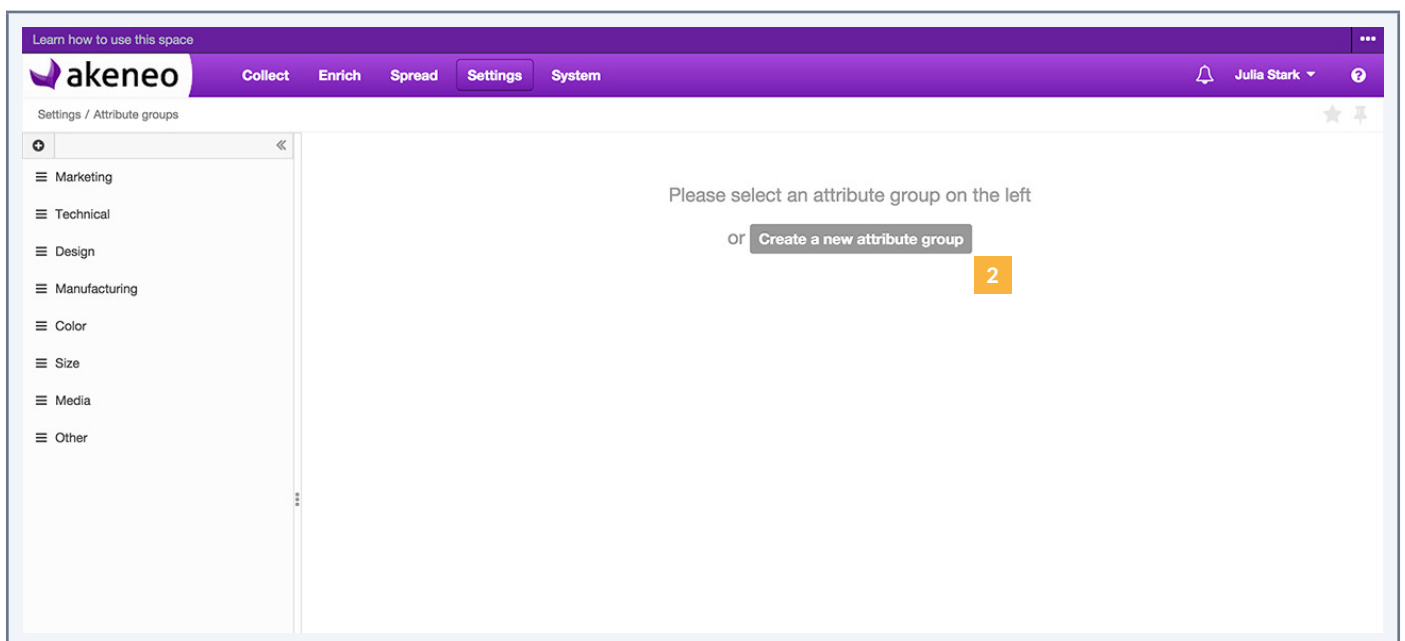 Learn how to use this space
akeneo Collect Enrich Spread Settings System Julia Stark
Settings / Attribute groups
Marketing
Technical
Design
Manufacturing
Color
Size
Media
Other
Please select an attribute group on the left
or Create a new attribute group
2